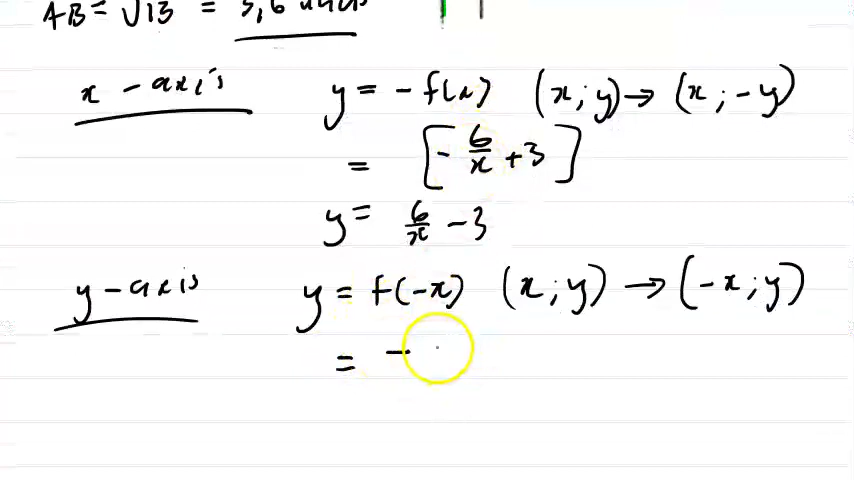 AB = √13 = 3,6 units
x - axis y = - f(x) (x ; y) → (x ; -y)
= [ - 6/x + 3 ]
y = 6/x - 3
y - axis y = f(-x) (x ; y) → (-x ; y)
= -